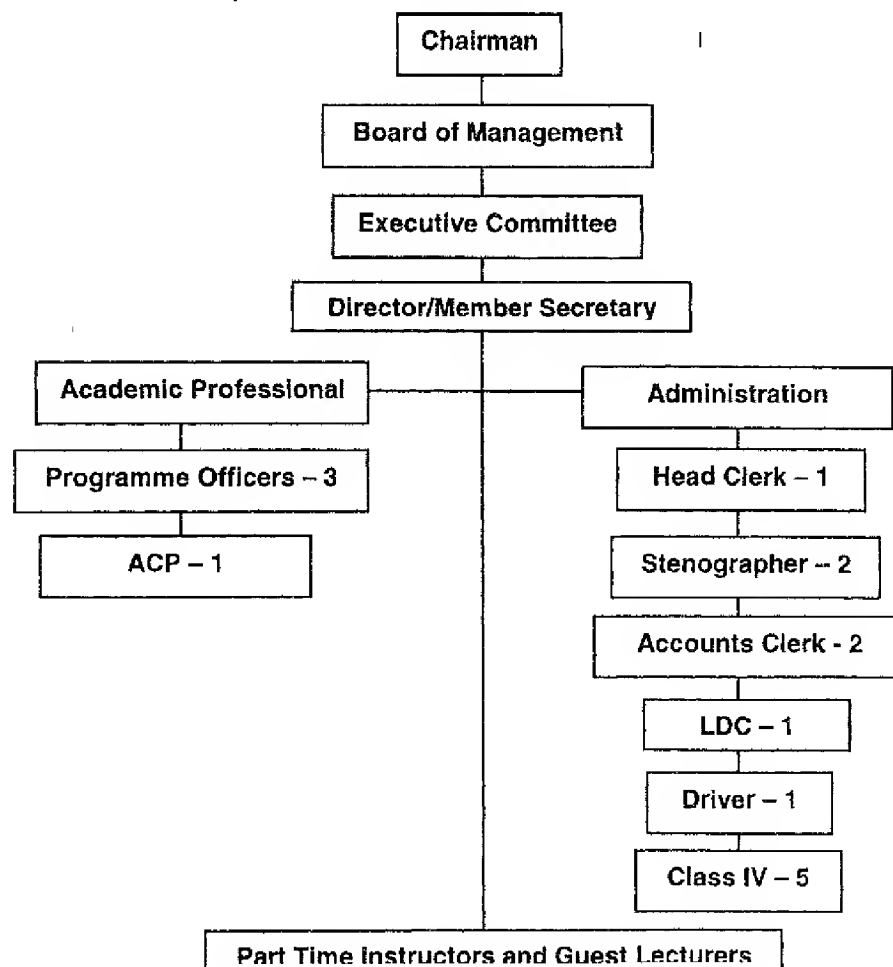 Chairman
Board of Management
Executive Committee
Director/Member Secretary
Academic Professional
Programme Officers – 3
ACP – 1
Administration
Head Clerk – 1
Stenographer – 2
Accounts Clerk - 2
LDC – 1
Driver – 1
Class IV – 5
Part Time Instructors and Guest Lecturers